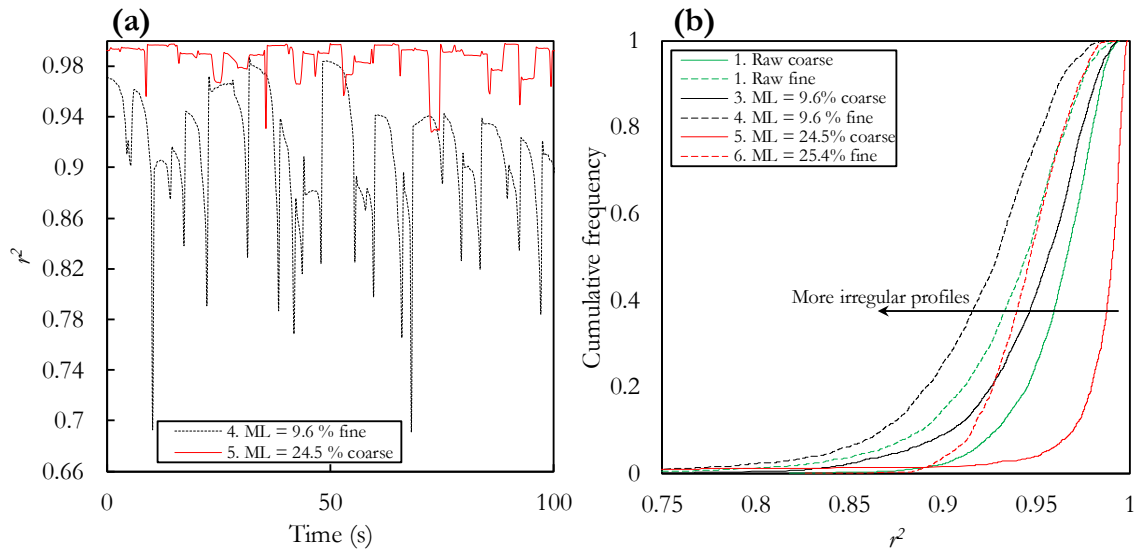 (a)
0.98
0.94
0.9
0.86
0.82
0.78
0.74
0.7
0.66
r²
4. ML = 9.6 % fine
5. ML = 24.5 % coarse
0
50
100
Time (s)
(b)
1
0.8
0.6
0.4
0.2
0
Cumulative frequency
1. Raw coarse
1. Raw fine
3. ML = 9.6% coarse
4. ML = 9.6 % fine
5. ML = 24.5% coarse
6. ML = 25.4% fine
More irregular profiles
0.75
0.8
0.85
0.9
0.95
1
r²